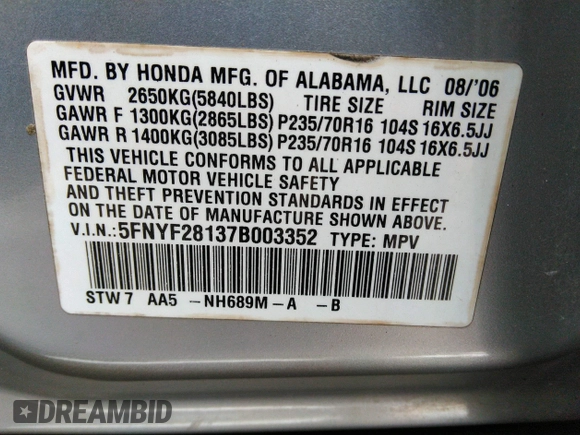 MFD. BY HONDA MFG. OF ALABAMA, LLC 08/'06
GVWR 2650KG(5840LBS) TIRE SIZE RIM SIZE
GAWR F 1300KG(2865LBS) P235/70R16 104S 16X6.5JJ
GAWR R 1400KG(3085LBS) P235/70R16 104S 16X6.5JJ
THIS VEHICLE CONFORMS TO ALL APPLICABLE
FEDERAL MOTOR VEHICLE SAFETY
AND THEFT PREVENTION STANDARDS IN EFFECT
ON THE DATE OF MANUFACTURE SHOWN ABOVE.
V.I.N.:5FNYF28137B003352 TYPE: MPV
STW7 AA5 -NH689M-A -B
DREAMBID